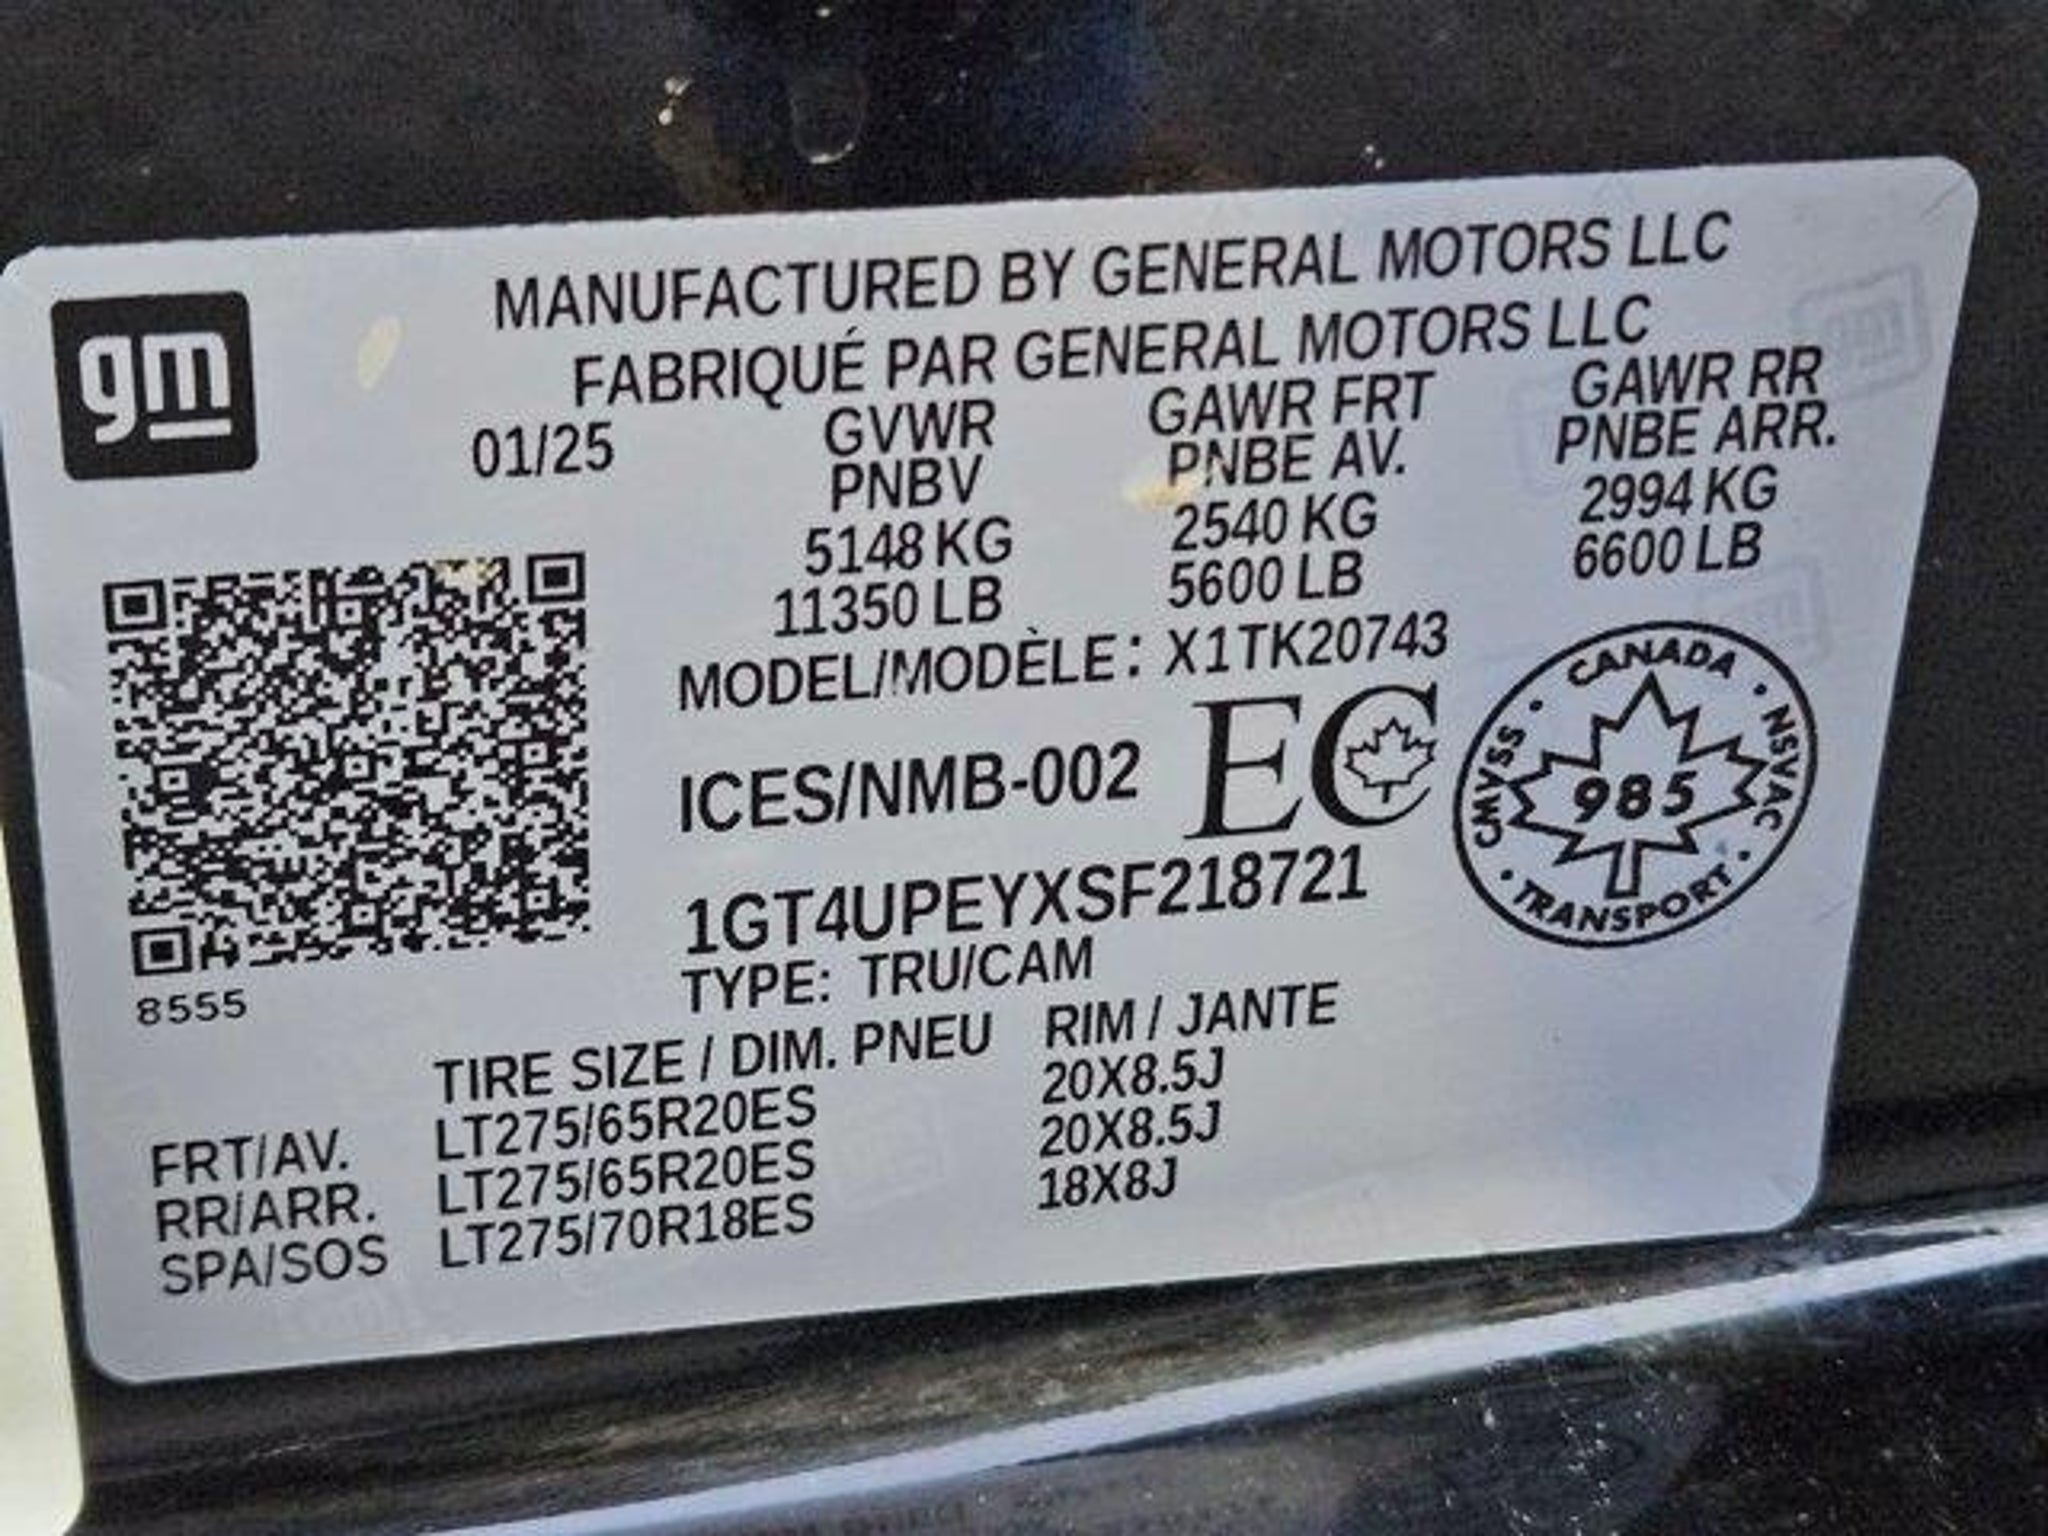 gm
MANUFACTURED BY GENERAL MOTORS LLC
FABRIQUÉ PAR GENERAL MOTORS LLC
01/25
GVWR
PNBV
5148 KG
11350 LB
GAWR FRT
PNBE AV.
2540 KG
5600 LB
GAWR RR
PNBE ARR.
2994 KG
6600 LB
MODEL/MODÈLE: X1TK20743
ICES/NMB-002 EC
CANADA • NSVAC • TRANSPORT • CMVSS •
985
1GT4UPEYXSF218721
TYPE: TRU/CAM
8555
TIRE SIZE / DIM. PNEU RIM / JANTE
FRT/AV. LT275/65R20ES 20X8.5J
RR/ARR. LT275/65R20ES 20X8.5J
SPA/SOS LT275/70R18ES 18X8J